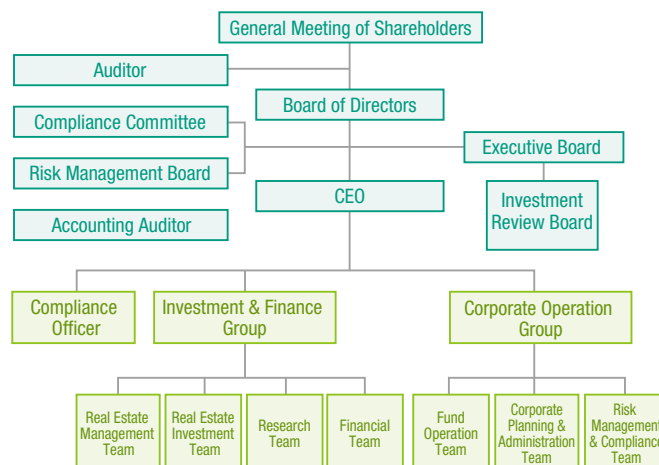 General Meeting of Shareholders
Auditor
Board of Directors
Compliance Committee
Executive Board
Risk Management Board
CEO
Investment
Review Board
Accounting Auditor
Compliance
Officer
Investment & Finance
Group
Corporate Operation
Group
Real Estate
Management
Team
Real Estate
Investment
Team
Research
Team
Financial
Team
Fund
Operation
Team
Corporate
Planning &
Administration
Team
Risk
Management
& Compliance
Team